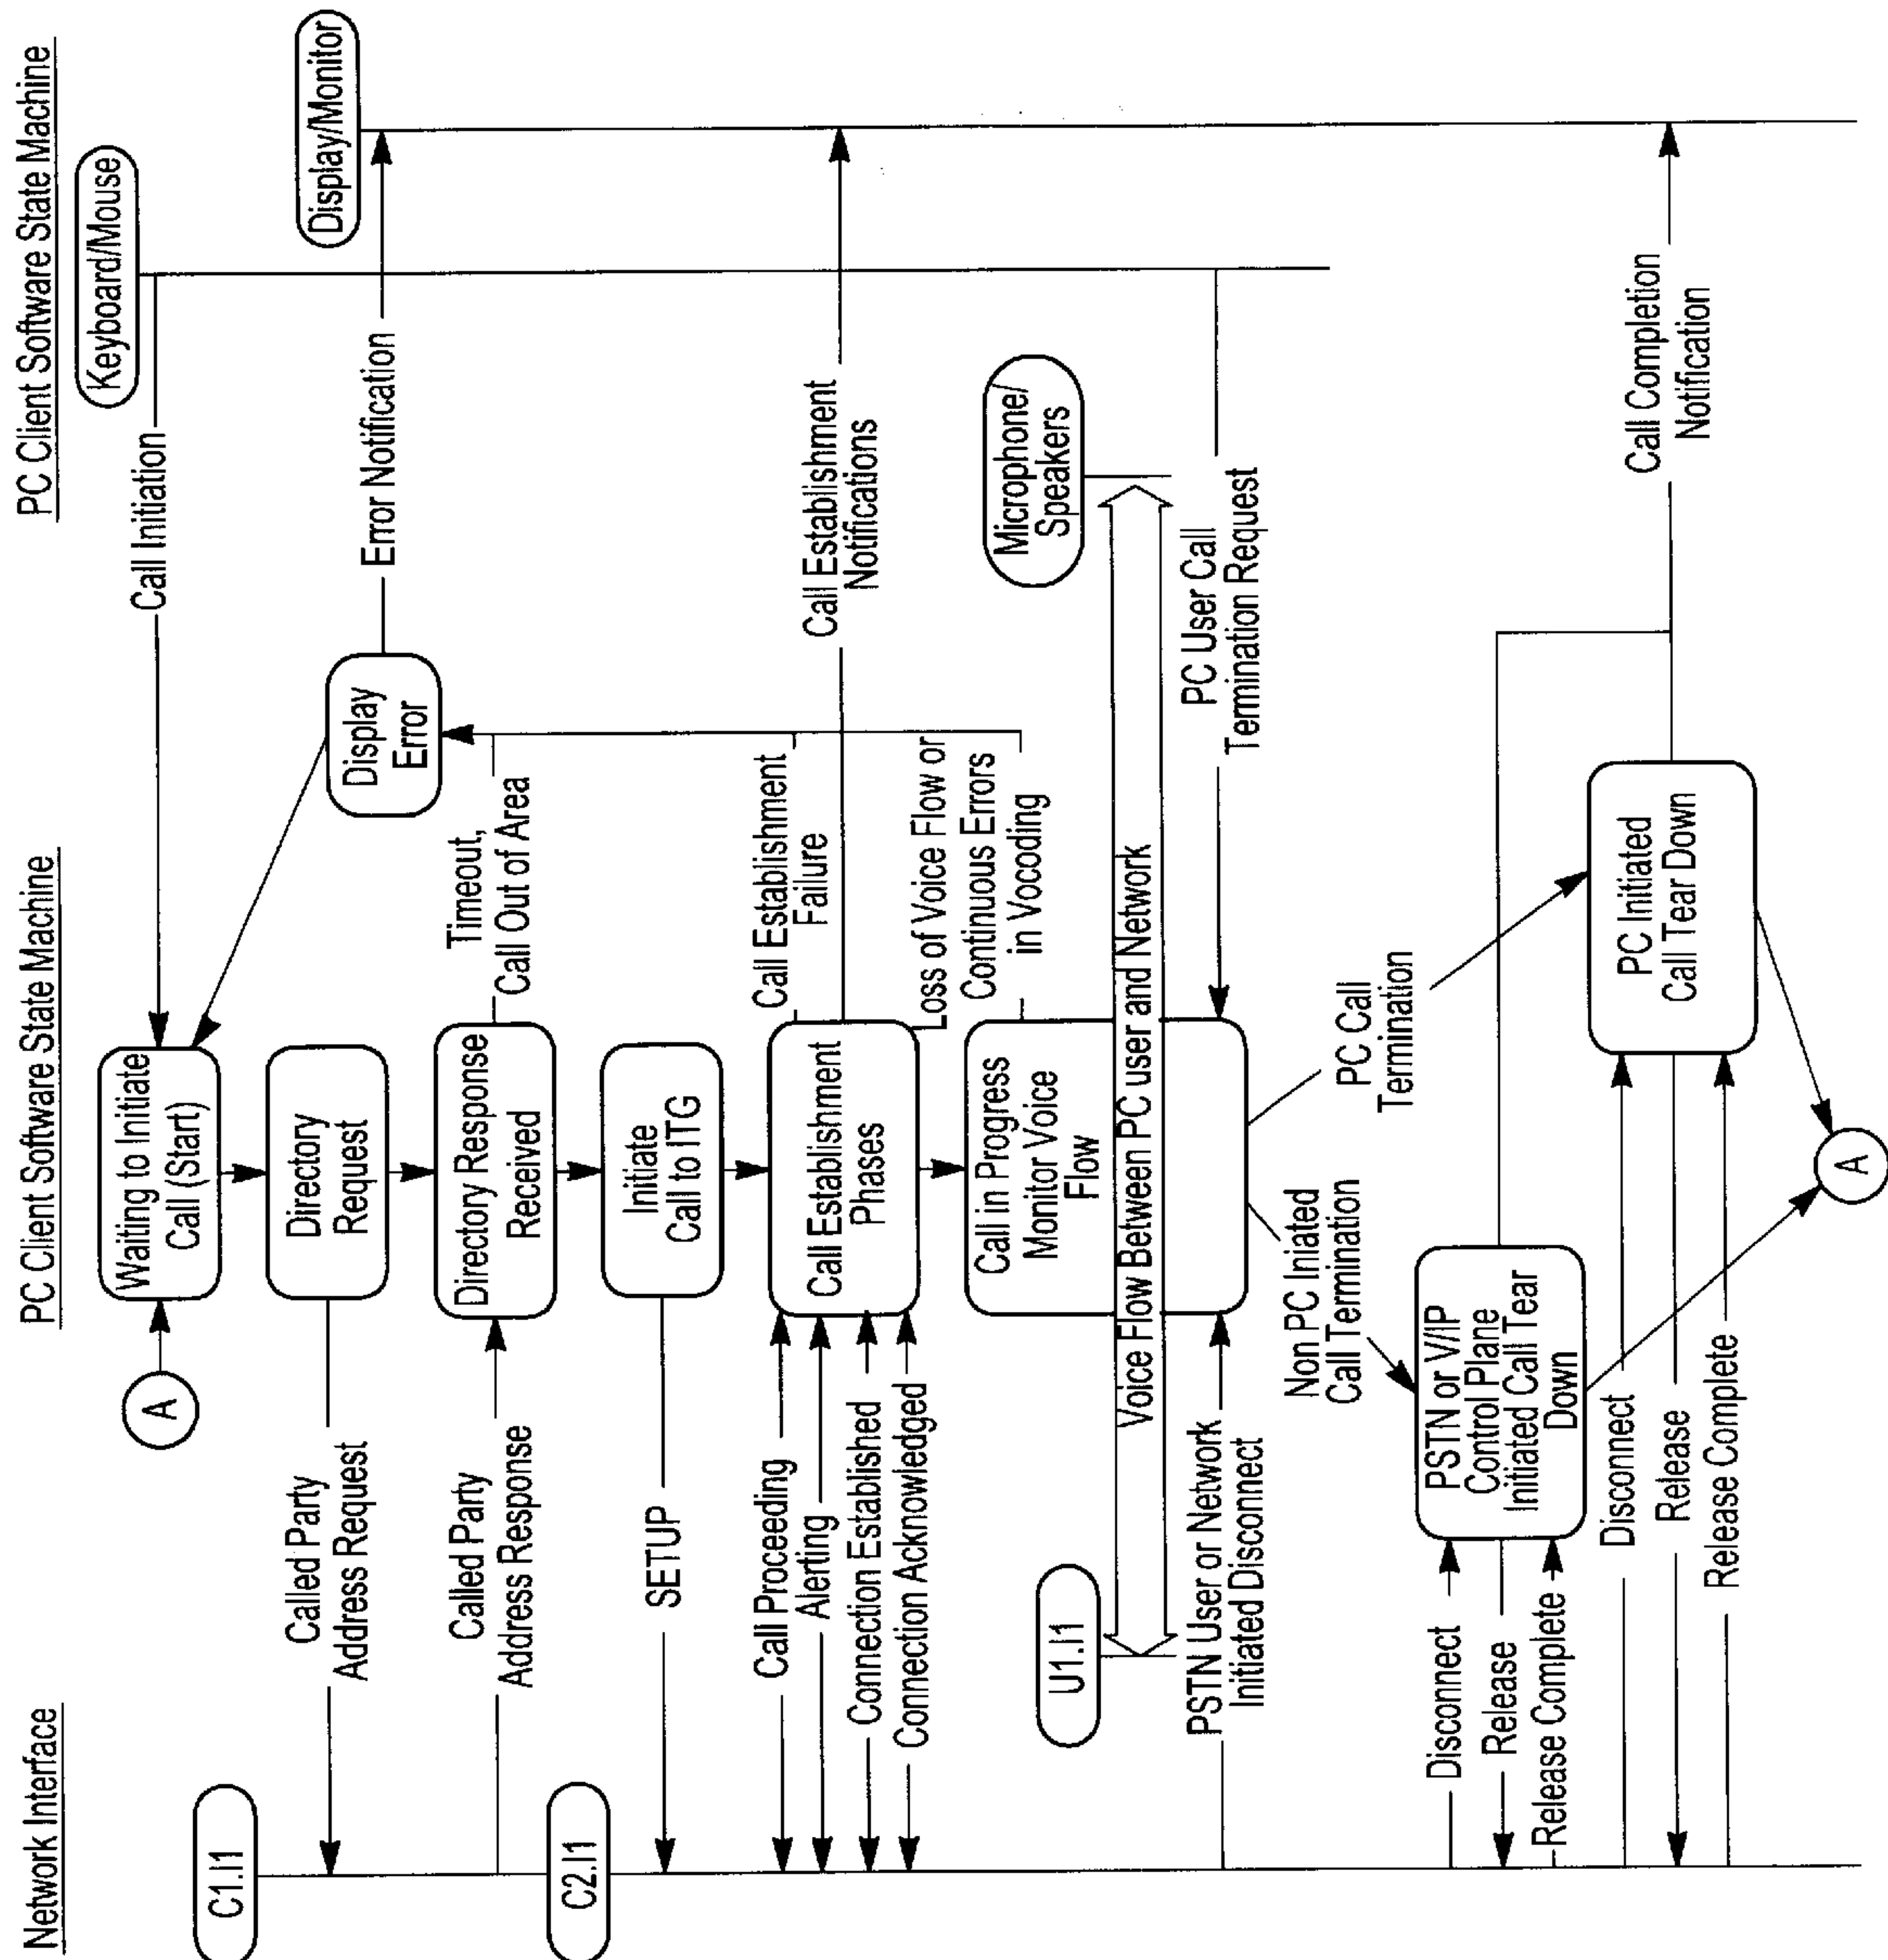 Network Interface
PC Client Software State Machine
PC Client Software State Machine
Keyboard/Mouse
Display/Monitor
A
Waiting to Initiate
Call (Start)
Call Initiation
C1.I1
Called Party
Address Request
Directory
Request
Display
Error
Error Notification
Called Party
Address Response
Directory Response
Received
Timeout,
Call Out of Area
C2.I1
SETUP
Initiate
Call to ITG
Call Proceeding
Alerting
Connection Established
Connection Acknowledged
Call Establishment
Phases
Call Establishment
Failure
Call Establishment
Notifications
Loss of Voice Flow or
Continuous Errors
in Vocoding
Call in Progress
Monitor Voice
Flow
Microphone/
Speakers
U1.I1
Voice Flow Between PC user and Network
PSTN User or Network
Initiated Disconnect
PC User Call
Termination Request
Non PC Iniated
Call Termination
PC Call
Termination
Disconnect
Release
Release Complete
PSTN or V/IP
Control Plane
Initiated Call Tear
Down
Disconnect
Release
Release Complete
PC Initiated
Call Tear Down
Call Completion
Notification
A